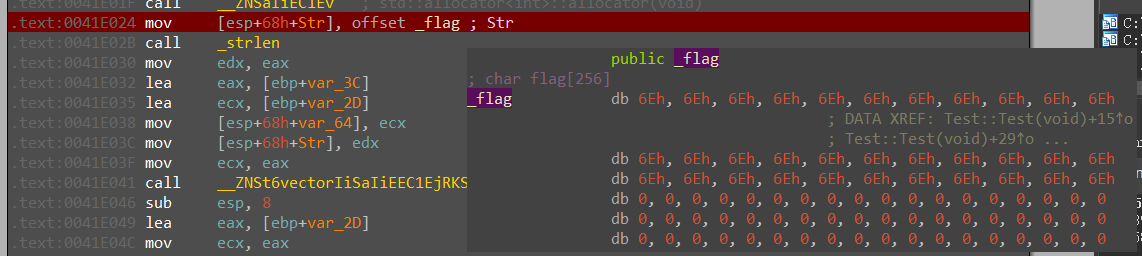 .text:0041E01F call __ZNSaIiEC1Ev ; std::allocator<int>::allocator(void)
.text:0041E024 mov [esp+68h+Str], offset _flag ; Str
.text:0041E02B call _strlen
.text:0041E030 mov edx, eax
.text:0041E032 lea eax, [ebp+var_3C]
.text:0041E035 lea ecx, [ebp+var_2D]
.text:0041E038 mov [esp+68h+var_64], ecx
.text:0041E03C mov [esp+68h+Str], edx
.text:0041E03F mov ecx, eax
.text:0041E041 call __ZNSt6vectorIiSaIiEEC1EjRKS
.text:0041E046 sub esp, 8
.text:0041E049 lea eax, [ebp+var_2D]
.text:0041E04C mov ecx, eax
public _flag
; char flag[256]
_flag db 6Eh, 6Eh, 6Eh, 6Eh, 6Eh, 6Eh, 6Eh, 6Eh, 6Eh, 6Eh, 6Eh
; DATA XREF: Test::Test(void)+15↑o
; Test::Test(void)+29↑o ...
db 6Eh, 6Eh, 6Eh, 6Eh, 6Eh, 6Eh, 6Eh, 6Eh, 6Eh, 6Eh, 6Eh
db 6Eh, 6Eh, 6Eh, 6Eh, 6Eh, 6Eh, 6Eh, 6Eh, 6Eh, 6Eh, 6Eh
db 0, 0, 0, 0, 0, 0, 0, 0, 0, 0, 0, 0, 0, 0, 0, 0, 0, 0
db 0, 0, 0, 0, 0, 0, 0, 0, 0, 0, 0, 0, 0, 0, 0, 0, 0, 0
db 0, 0, 0, 0, 0, 0, 0, 0, 0, 0, 0, 0, 0, 0, 0, 0, 0, 0